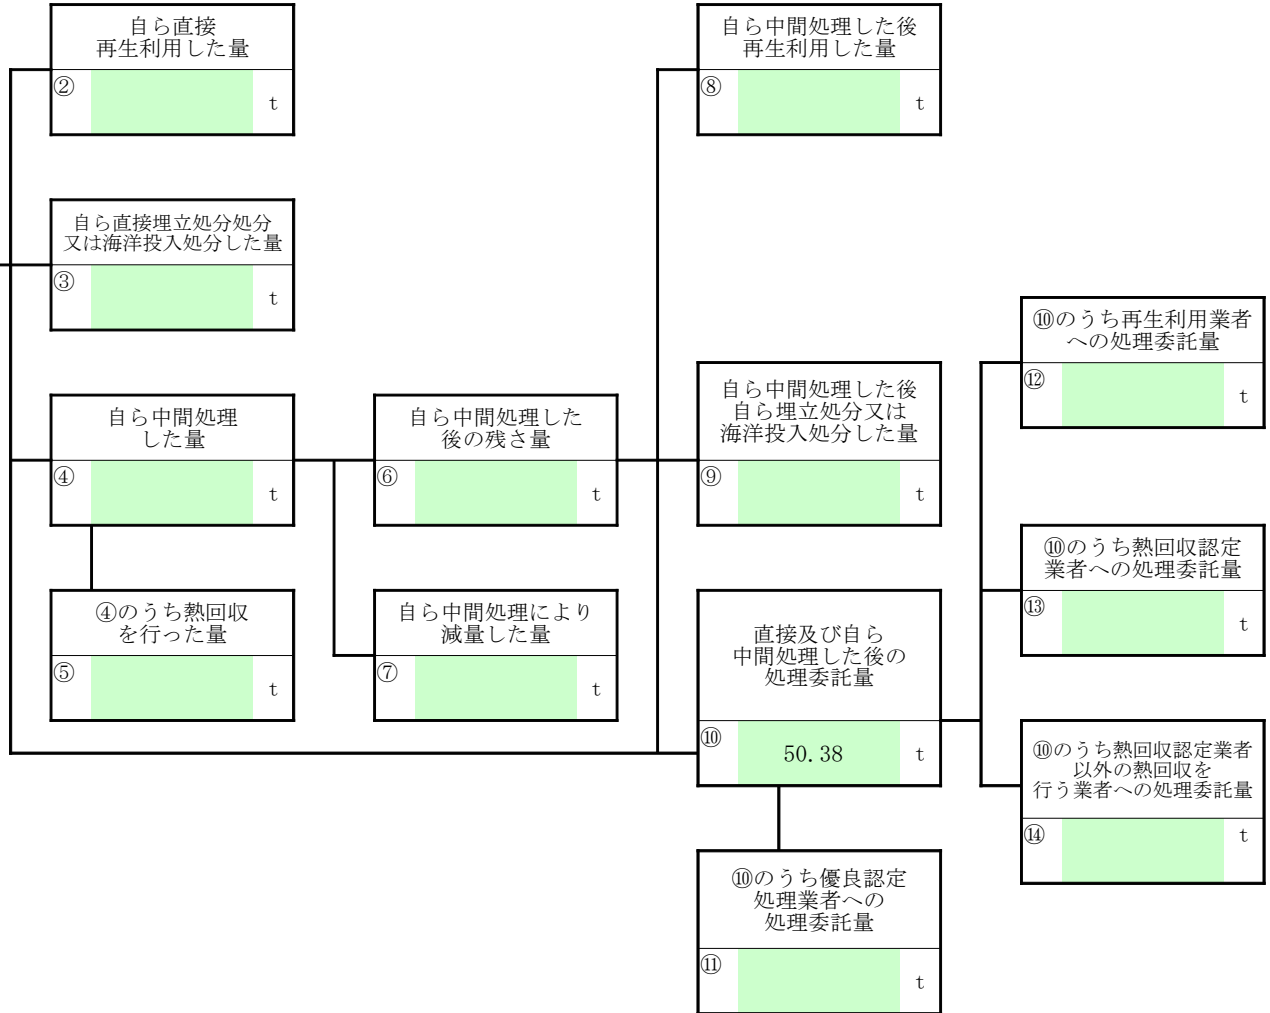 自ら直接
再生利用した量
②
t
自ら中間処理した後
再生利用した量
⑧
t
自ら直接埋立処分処分
又は海洋投入処分した量
③
t
⑩のうち再生利用業者
への処理委託量
⑫
t
自ら中間処理
した量
④
t
自ら中間処理した
後の残さ量
⑥
t
自ら中間処理した後
自ら埋立処分又は
海洋投入処分した量
⑨
t
⑩のうち熱回収認定
業者への処理委託量
⑬
t
④のうち熱回収
を行った量
⑤
t
自ら中間処理により
減量した量
⑦
t
直接及び自ら
中間処理した後の
処理委託量
⑩
50.38
t
⑩のうち熱回収認定業者
以外の熱回収を
行う業者への処理委託量
⑭
t
⑩のうち優良認定
処理業者への
処理委託量
⑪
t